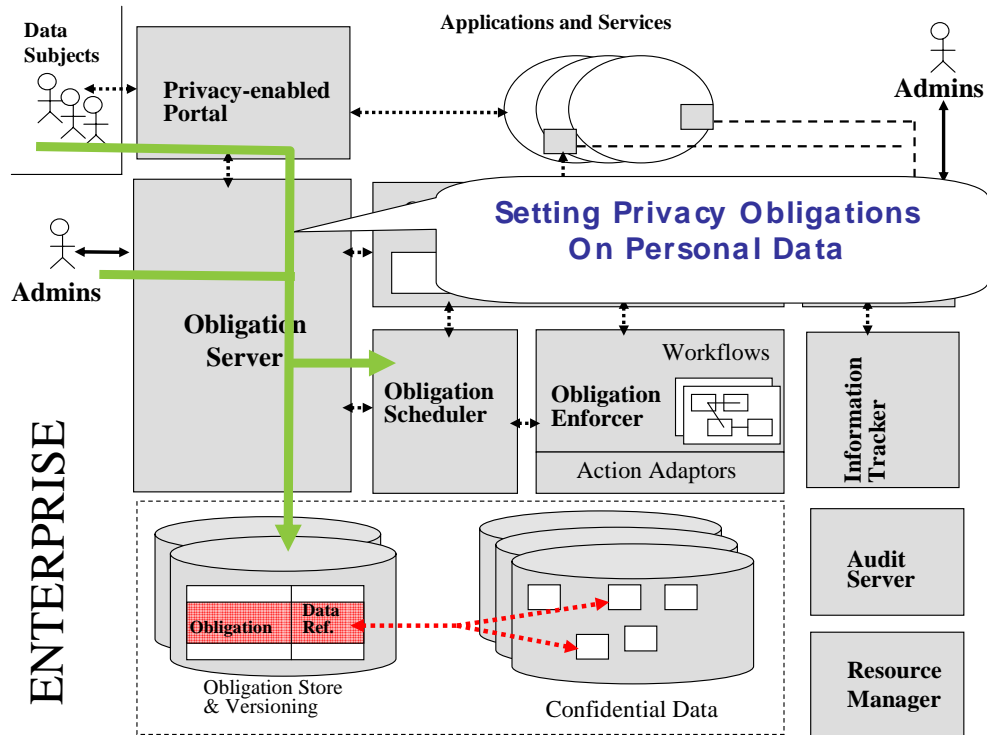 Data
Subjects
Applications and Services
Privacy-enabled
Portal
Admins
Setting Privacy Obligations
On Personal Data
Admins
Obligation
Server
Workflows
Obligation
Scheduler
Obligation
Enforcer
Action Adaptors
Information
Tracker
ENTERPRISE
Obligation
Data
Ref.
Obligation Store
& Versioning
Confidential Data
Audit
Server
Resource
Manager